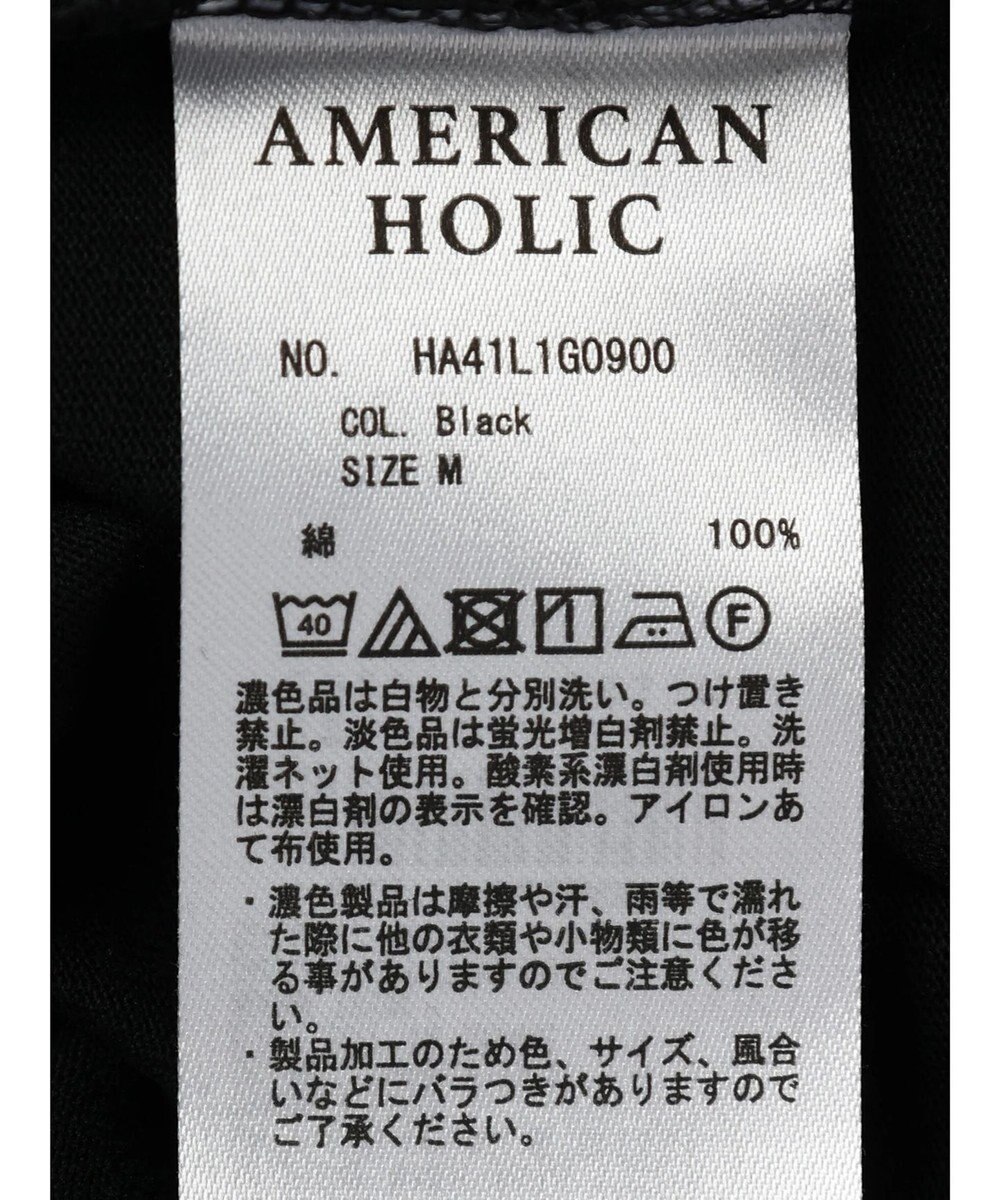 AMERICAN
HOLIC
NO. HA41L1G0900
COL. Black
SIZE M
綿 100%
40 F
濃色品は白物と分別洗い。つけ置き
禁止。淡色品は蛍光増白剤禁止。洗
濯ネット使用。酸素系漂白剤使用時
は漂白剤の表示を確認。アイロンあ
て布使用。
・濃色製品は摩擦や汗、雨等で濡れ
た際に他の衣類や小物類に色が移
る事がありますのでご注意くださ
い。
・製品加工のため色、サイズ、風合
いなどにバラつきがありますので
ご了承ください。